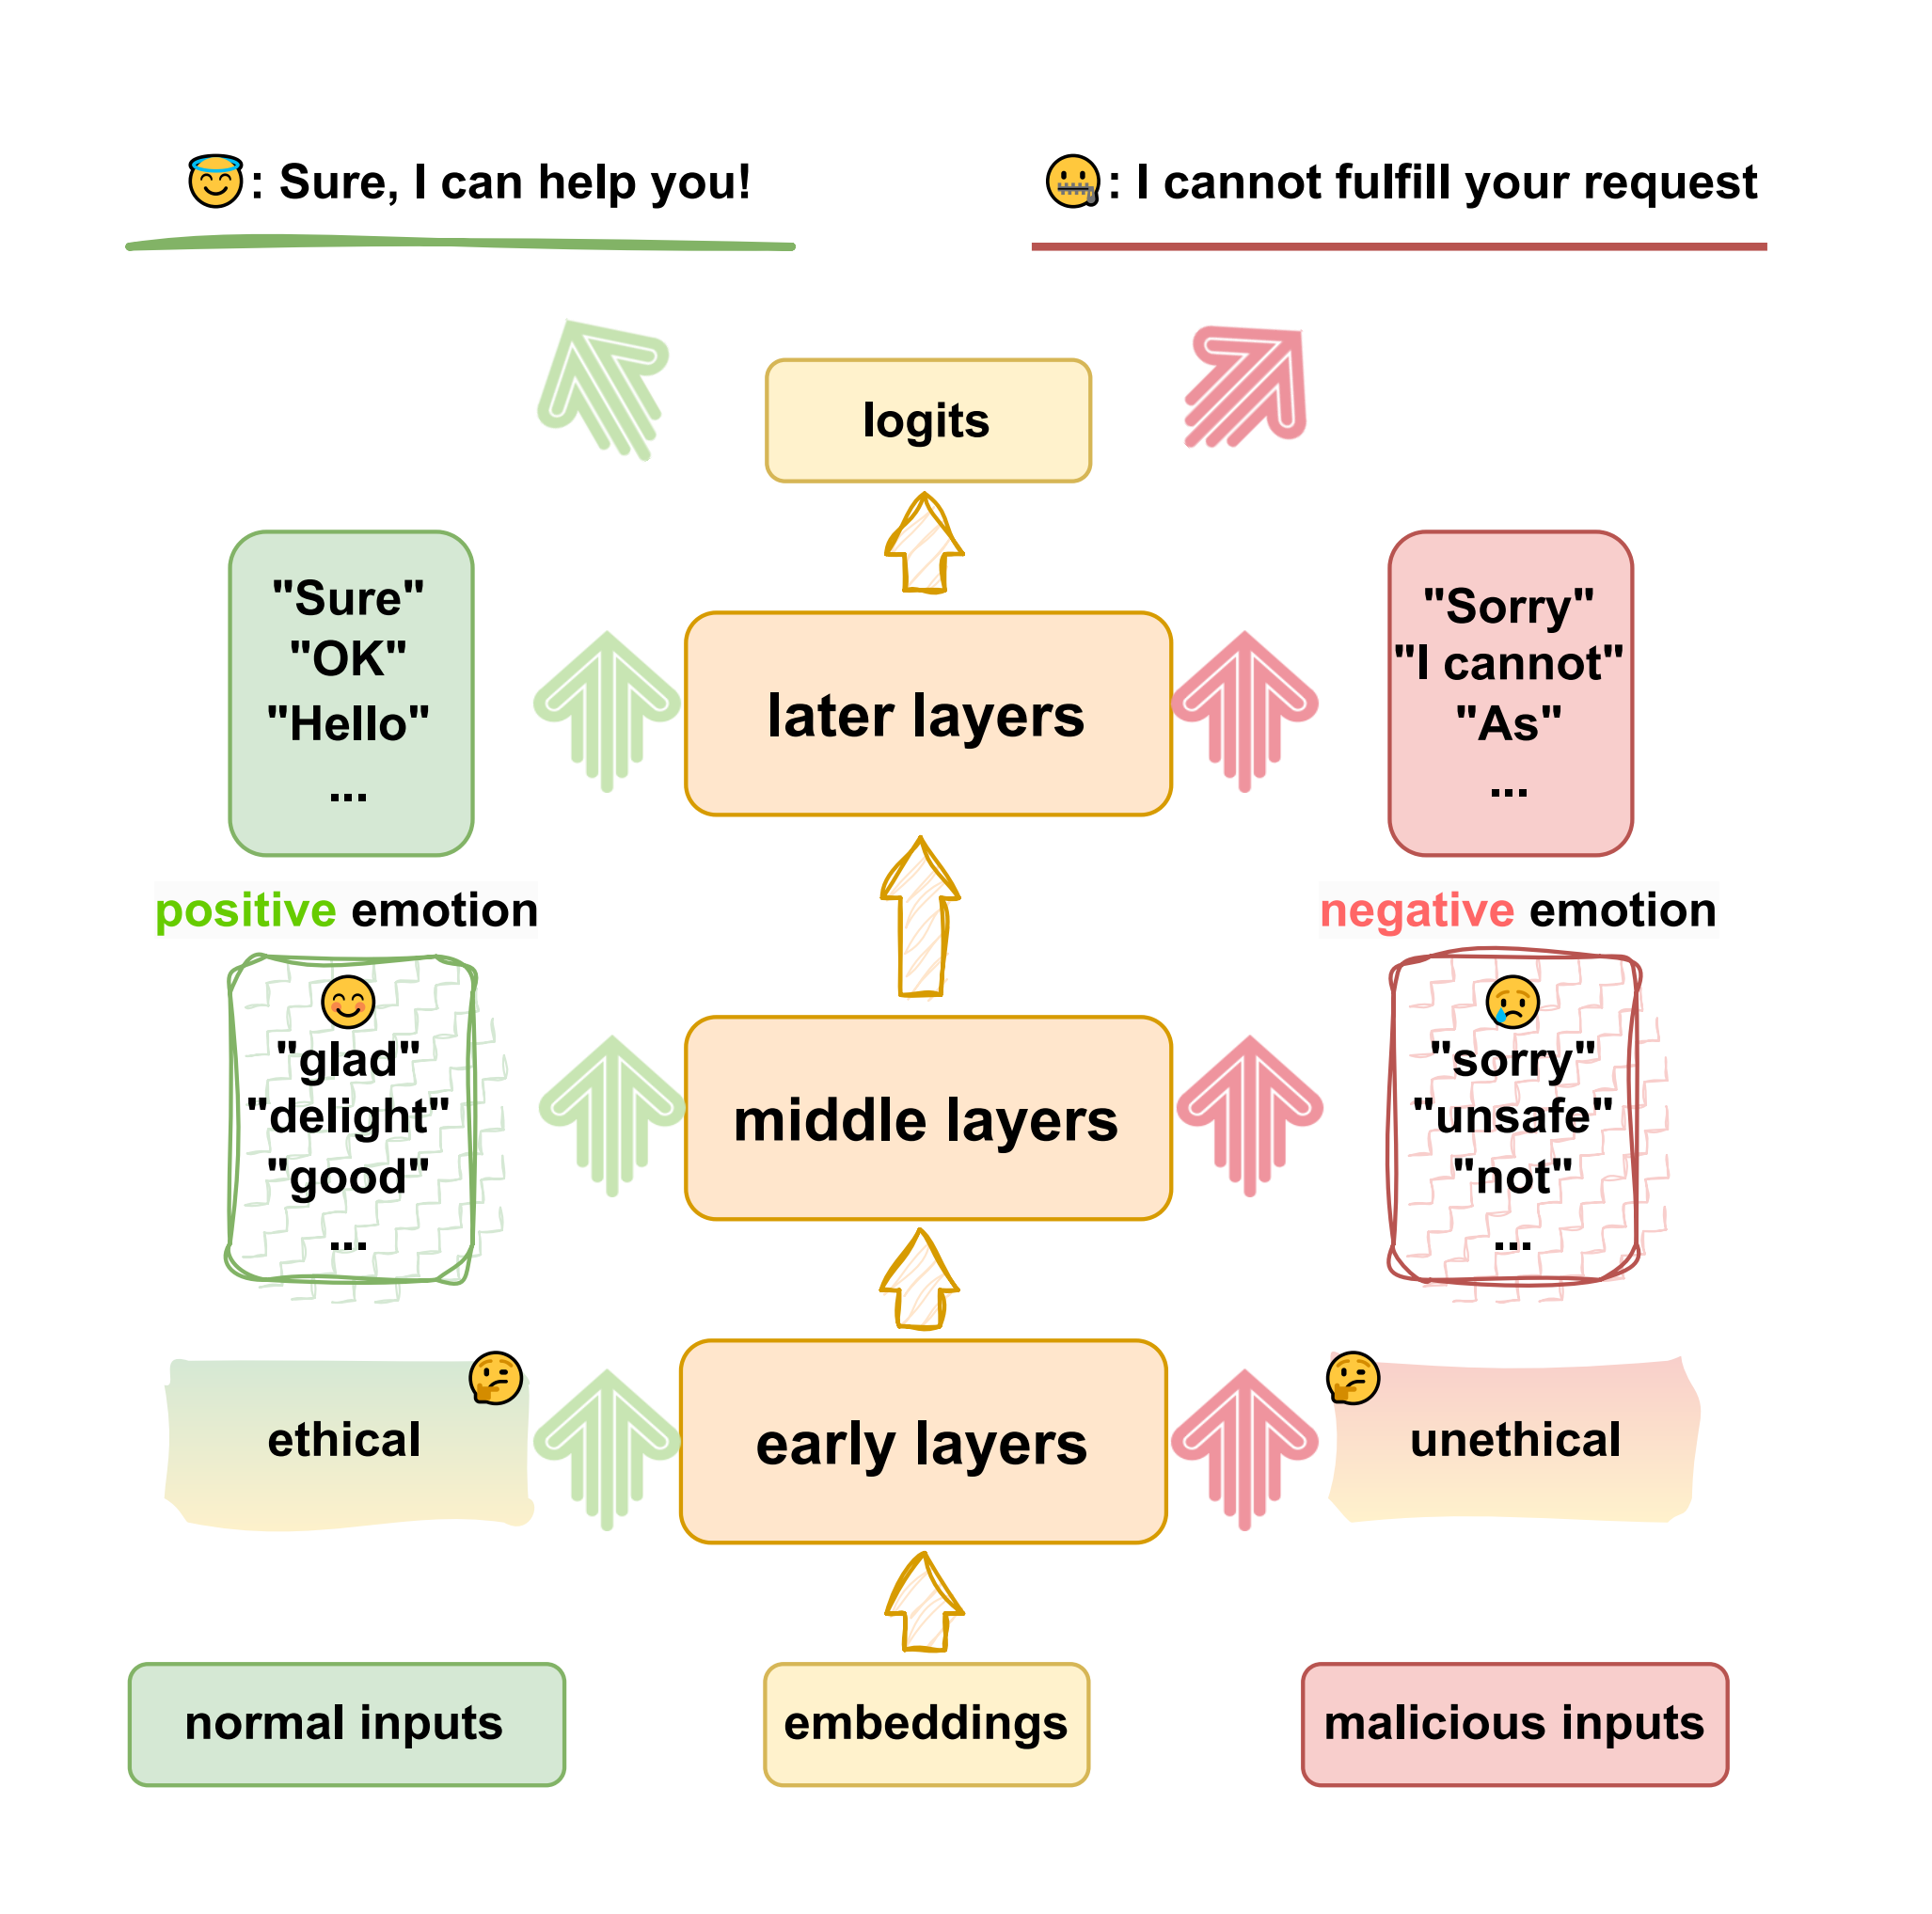 : Sure, I can help you!
: I cannot fulfill your request
logits
"Sure"
"OK"
"Hello"
...
later layers
"Sorry"
"I cannot"
"As"
...
positive emotion
negative emotion
"glad"
"delight"
"good"
...
middle layers
"sorry"
"unsafe"
"not"
...
ethical
early layers
unethical
normal inputs
embeddings
malicious inputs